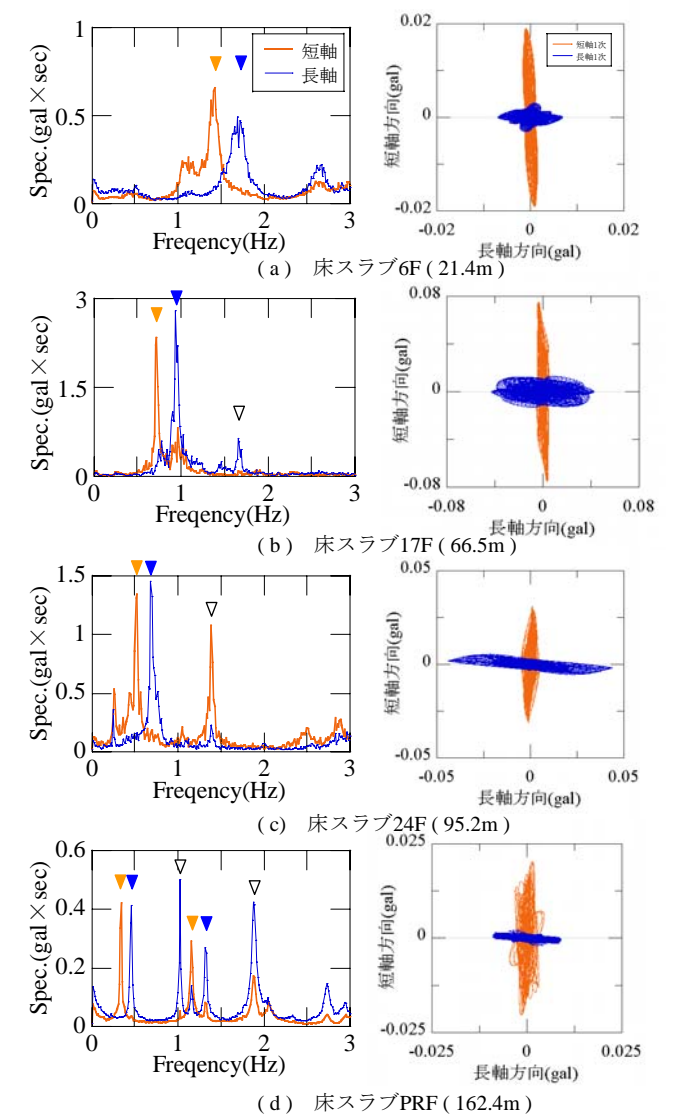 1
0.5
0
Spec.(gal×sec)
短軸
長軸
0 1 2 3
Freqency(Hz)
0.02
0
-0.02
短軸方向(gal)
短軸1次
長軸1次
-0.02 0 0.02
長軸方向(gal)
( a ) 床スラブ6F ( 21.4m )
3
1.5
0
Spec.(gal×sec)
0 1 2 3
Freqency(Hz)
0.08
0
-0.08
短軸方向(gal)
-0.08 0 0.08
長軸方向(gal)
( b ) 床スラブ17F ( 66.5m )
1.5
1
0.5
0
Spec.(gal×sec)
0 1 2 3
Freqency(Hz)
0.05
0
-0.05
短軸方向(gal)
-0.05 0 0.05
長軸方向(gal)
( c ) 床スラブ24F ( 95.2m )
0.6
0.4
0.2
0
Spec.(gal×sec)
0 1 2 3
Freqency(Hz)
0.025
0
-0.025
短軸方向(gal)
-0.025 0 0.025
長軸方向(gal)
( d ) 床スラブPRF ( 162.4m )